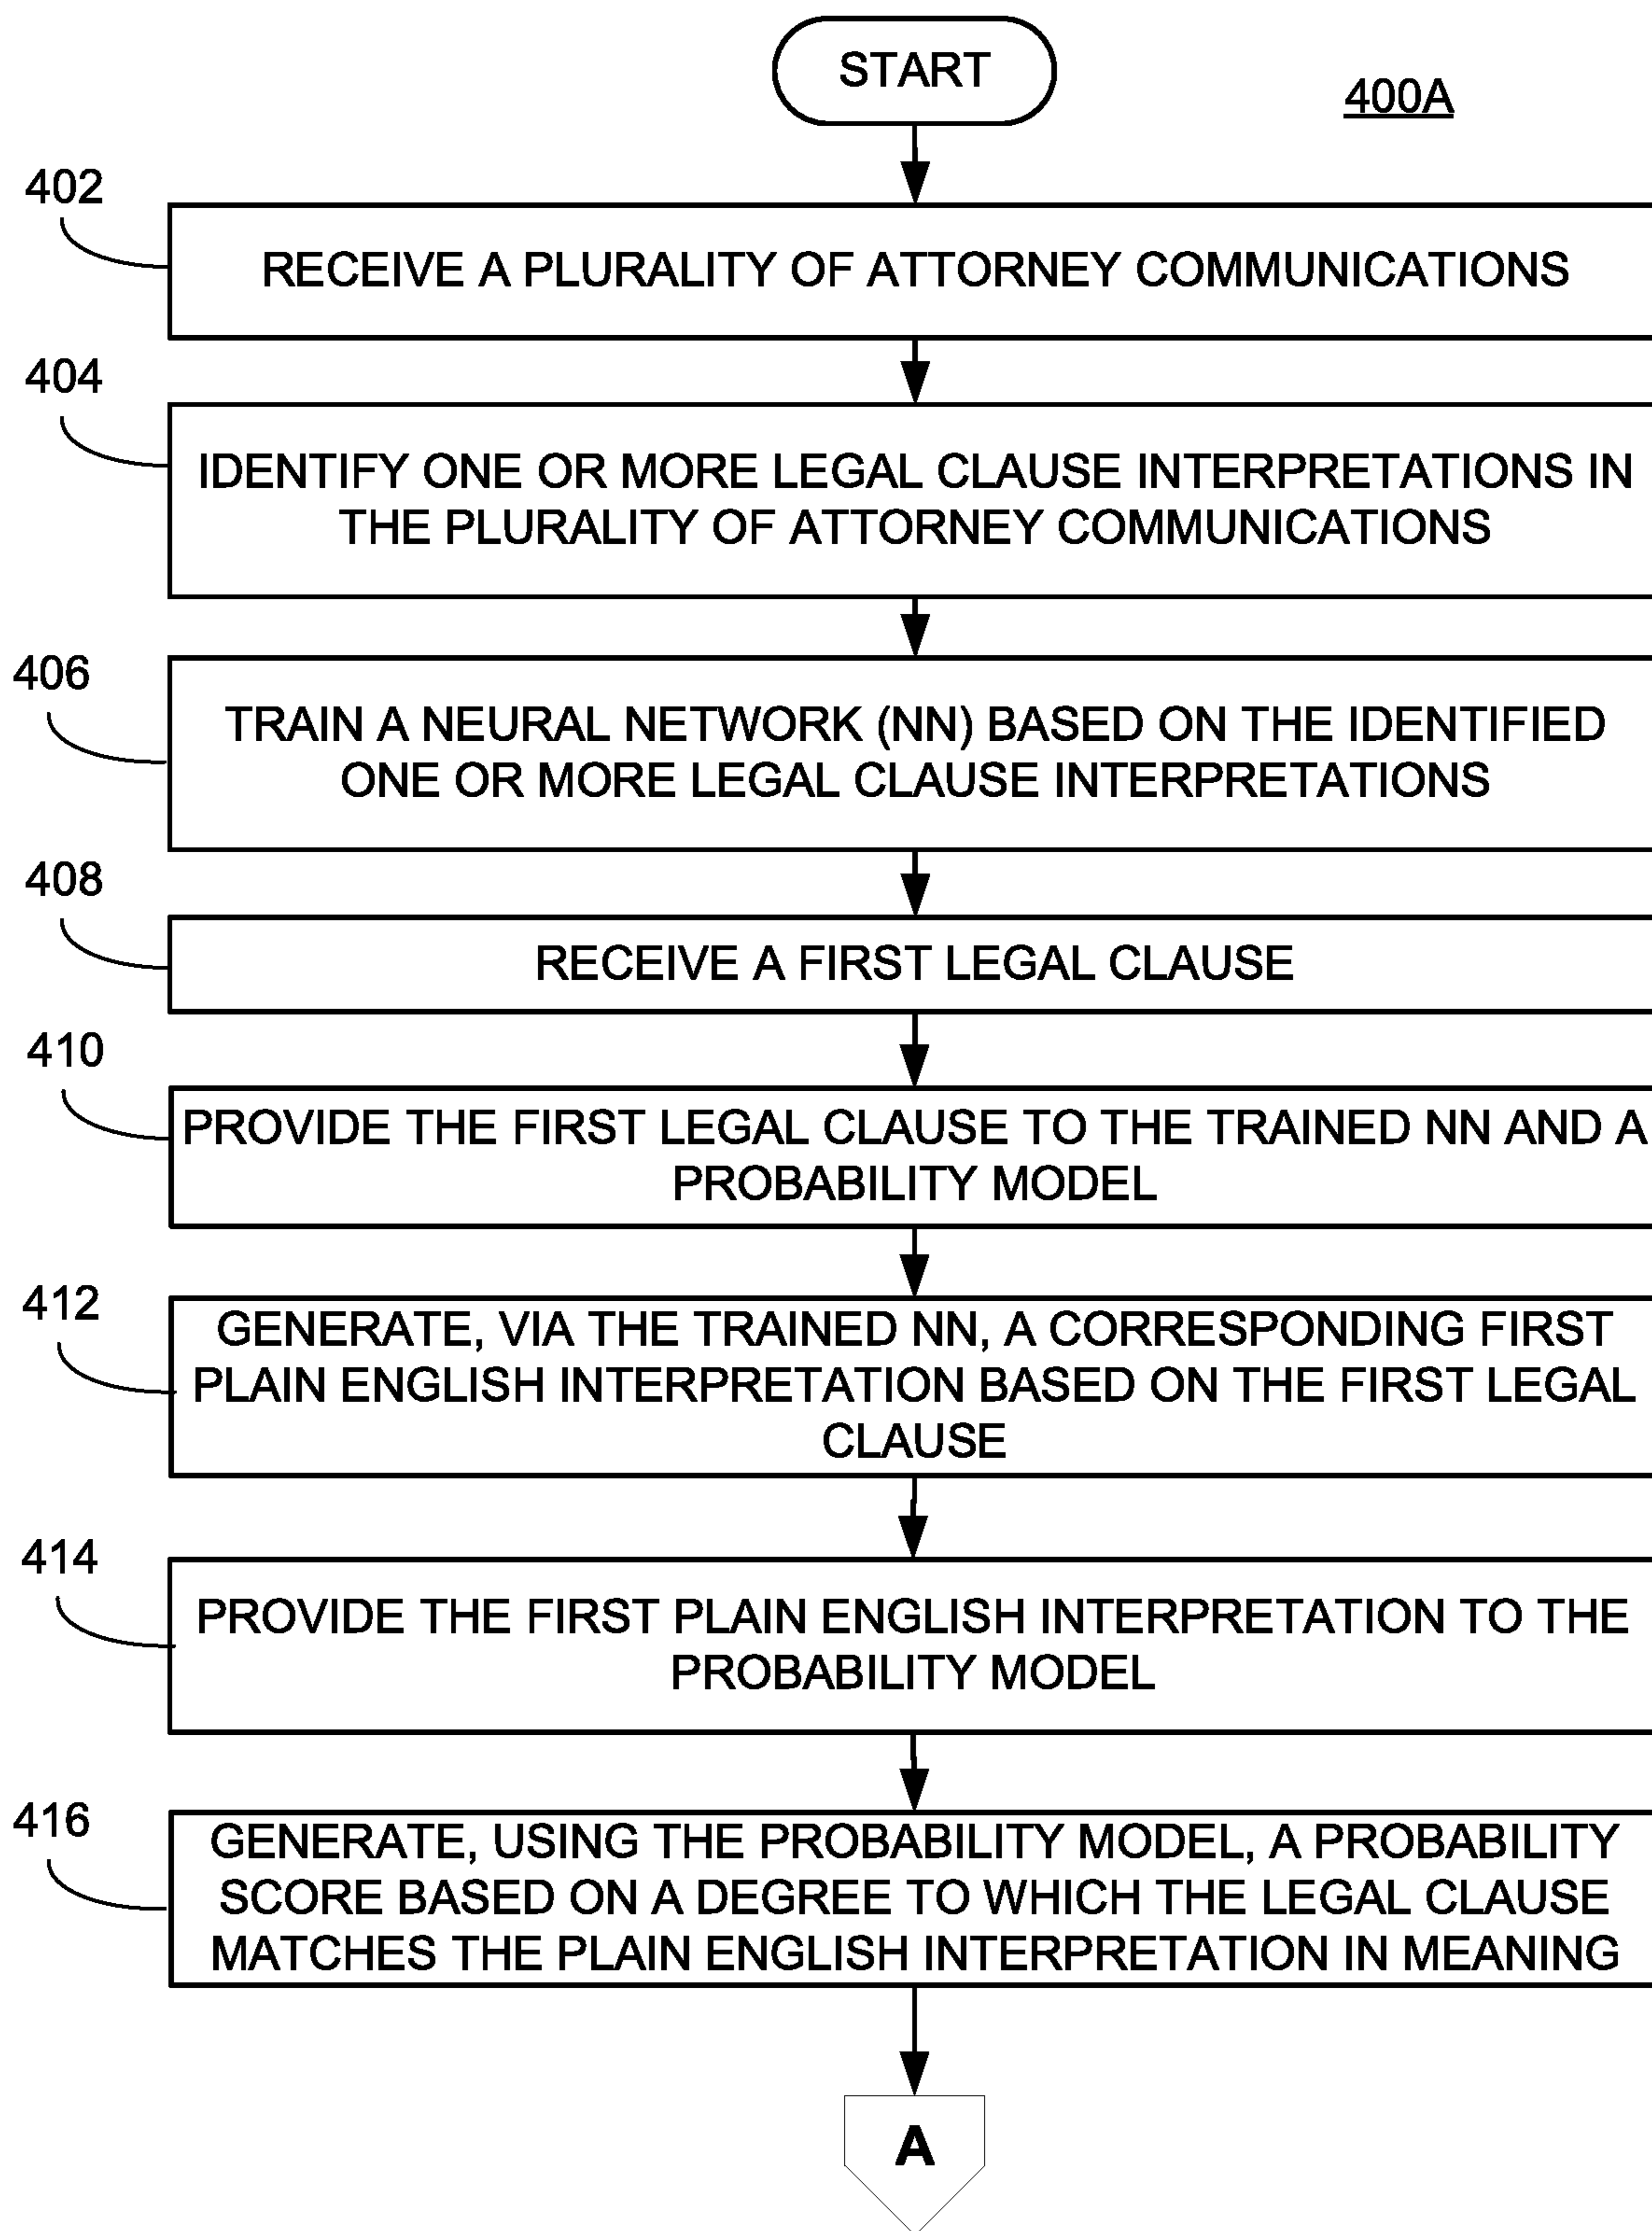 START
400A
402
RECEIVE A PLURALITY OF ATTORNEY COMMUNICATIONS
404
IDENTIFY ONE OR MORE LEGAL CLAUSE INTERPRETATIONS IN
THE PLURALITY OF ATTORNEY COMMUNICATIONS
406
TRAIN A NEURAL NETWORK (NN) BASED ON THE IDENTIFIED
ONE OR MORE LEGAL CLAUSE INTERPRETATIONS
408
RECEIVE A FIRST LEGAL CLAUSE
410
PROVIDE THE FIRST LEGAL CLAUSE TO THE TRAINED NN AND A
PROBABILITY MODEL
412
GENERATE, VIA THE TRAINED NN, A CORRESPONDING FIRST
PLAIN ENGLISH INTERPRETATION BASED ON THE FIRST LEGAL
CLAUSE
414
PROVIDE THE FIRST PLAIN ENGLISH INTERPRETATION TO THE
PROBABILITY MODEL
416
GENERATE, USING THE PROBABILITY MODEL, A PROBABILITY
SCORE BASED ON A DEGREE TO WHICH THE LEGAL CLAUSE
MATCHES THE PLAIN ENGLISH INTERPRETATION IN MEANING
A